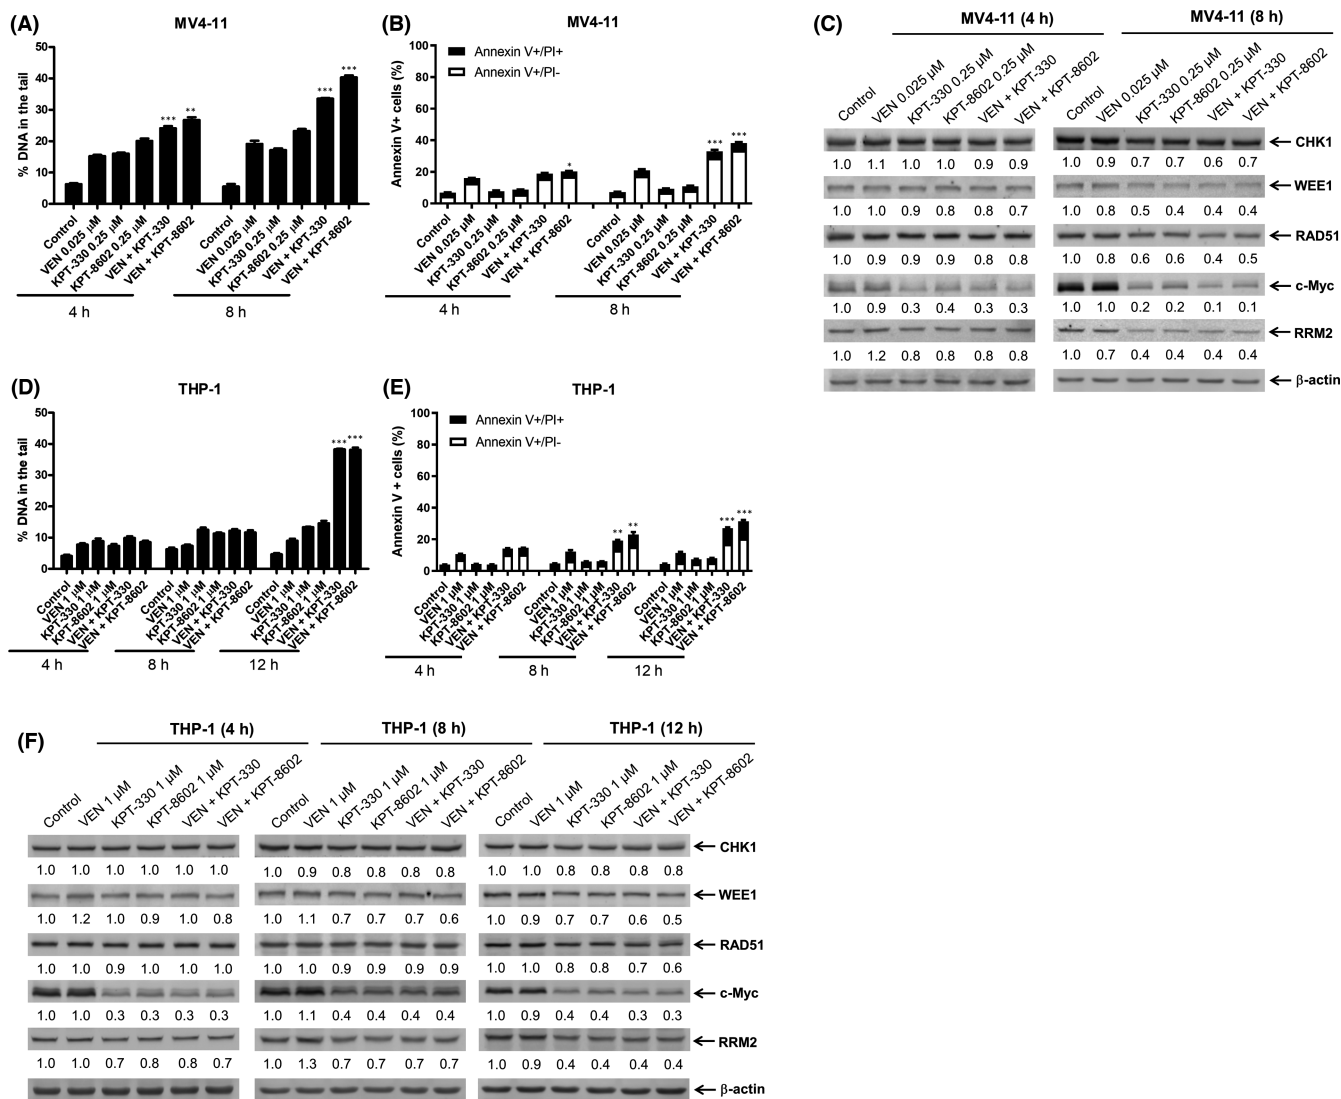 (A)
MV4-11
% DNA in the tail
50
40
30
20
10
0
Control
VEN 0.025 µM
KPT-330 0.25 µM
KPT-8602 0.25 µM
VEN + KPT-330
VEN + KPT-8602
*** **
Control
VEN 0.025 µM
KPT-330 0.25 µM
KPT-8602 0.25 µM
VEN + KPT-330
VEN + KPT-8602
*** ***
4 h
8 h
(B)
MV4-11
Annexin V+ cells (%)
100
80
60
40
20
0
Annexin V+/PI+
Annexin V+/PI-
Control
VEN 0.025 µM
KPT-330 0.25 µM
KPT-8602 0.25 µM
VEN + KPT-330
VEN + KPT-8602
*
Control
VEN 0.025 µM
KPT-330 0.25 µM
KPT-8602 0.25 µM
VEN + KPT-330
VEN + KPT-8602
*** ***
4 h
8 h
(C)
MV4-11 (4 h)
MV4-11 (8 h)
Control
VEN 0.025 µM
KPT-330 0.25 µM
KPT-8602 0.25 µM
VEN + KPT-330
VEN + KPT-8602
Control
VEN 0.025 µM
KPT-330 0.25 µM
KPT-8602 0.25 µM
VEN + KPT-330
VEN + KPT-8602
CHK1
1.0 1.1 1.0 1.0 0.9 0.9 1.0 0.9 0.7 0.7 0.6 0.7
WEE1
1.0 1.0 0.9 0.8 0.8 0.7 1.0 0.8 0.5 0.4 0.4 0.4
RAD51
1.0 0.9 0.9 0.9 0.8 0.8 1.0 0.8 0.6 0.6 0.4 0.5
c-Myc
1.0 0.9 0.3 0.4 0.3 0.3 1.0 1.0 0.2 0.2 0.1 0.1
RRM2
1.0 1.2 0.8 0.8 0.8 0.8 1.0 0.7 0.4 0.4 0.4 0.4
β-actin
(D)
THP-1
% DNA in the tail
50
40
30
20
10
0
Control
VEN 1 µM
KPT-330 1 µM
KPT-8602 1 µM
VEN + KPT-330
VEN + KPT-8602
Control
VEN 1 µM
KPT-330 1 µM
KPT-8602 1 µM
VEN + KPT-330
VEN + KPT-8602
Control
VEN 1 µM
KPT-330 1 µM
KPT-8602 1 µM
VEN + KPT-330
VEN + KPT-8602
*** ***
4 h
8 h
12 h
(E)
THP-1
Annexin V + cells (%)
100
80
60
40
20
0
Annexin V+/PI+
Annexin V+/PI-
Control
VEN 1 µM
KPT-330 1 µM
KPT-8602 1 µM
VEN + KPT-330
VEN + KPT-8602
Control
VEN 1 µM
KPT-330 1 µM
KPT-8602 1 µM
VEN + KPT-330
VEN + KPT-8602
** **
Control
VEN 1 µM
KPT-330 1 µM
KPT-8602 1 µM
VEN + KPT-330
VEN + KPT-8602
*** ***
4 h
8 h
12 h
(F)
THP-1 (4 h)
THP-1 (8 h)
THP-1 (12 h)
Control
VEN 1 µM
KPT-330 1 µM
KPT-8602 1 µM
VEN + KPT-330
VEN + KPT-8602
Control
VEN 1 µM
KPT-330 1 µM
KPT-8602 1 µM
VEN + KPT-330
VEN + KPT-8602
Control
VEN 1 µM
KPT-330 1 µM
KPT-8602 1 µM
VEN + KPT-330
VEN + KPT-8602
CHK1
1.0 1.0 1.0 1.0 1.0 1.0 1.0 0.9 0.8 0.8 0.8 0.8 1.0 1.0 0.8 0.8 0.8 0.8
WEE1
1.0 1.2 1.0 0.9 1.0 0.8 1.0 1.1 0.7 0.7 0.7 0.6 1.0 0.9 0.7 0.7 0.6 0.5
RAD51
1.0 1.0 0.9 1.0 1.0 1.0 1.0 1.0 0.9 0.9 0.9 0.9 1.0 1.0 0.8 0.8 0.7 0.6
c-Myc
1.0 1.0 0.3 0.3 0.3 0.3 1.0 1.1 0.4 0.4 0.4 0.4 1.0 0.9 0.4 0.4 0.3 0.3
RRM2
1.0 1.0 0.7 0.8 0.8 0.7 1.0 1.3 0.7 0.7 0.7 0.7 1.0 0.9 0.4 0.4 0.4 0.4
β-actin